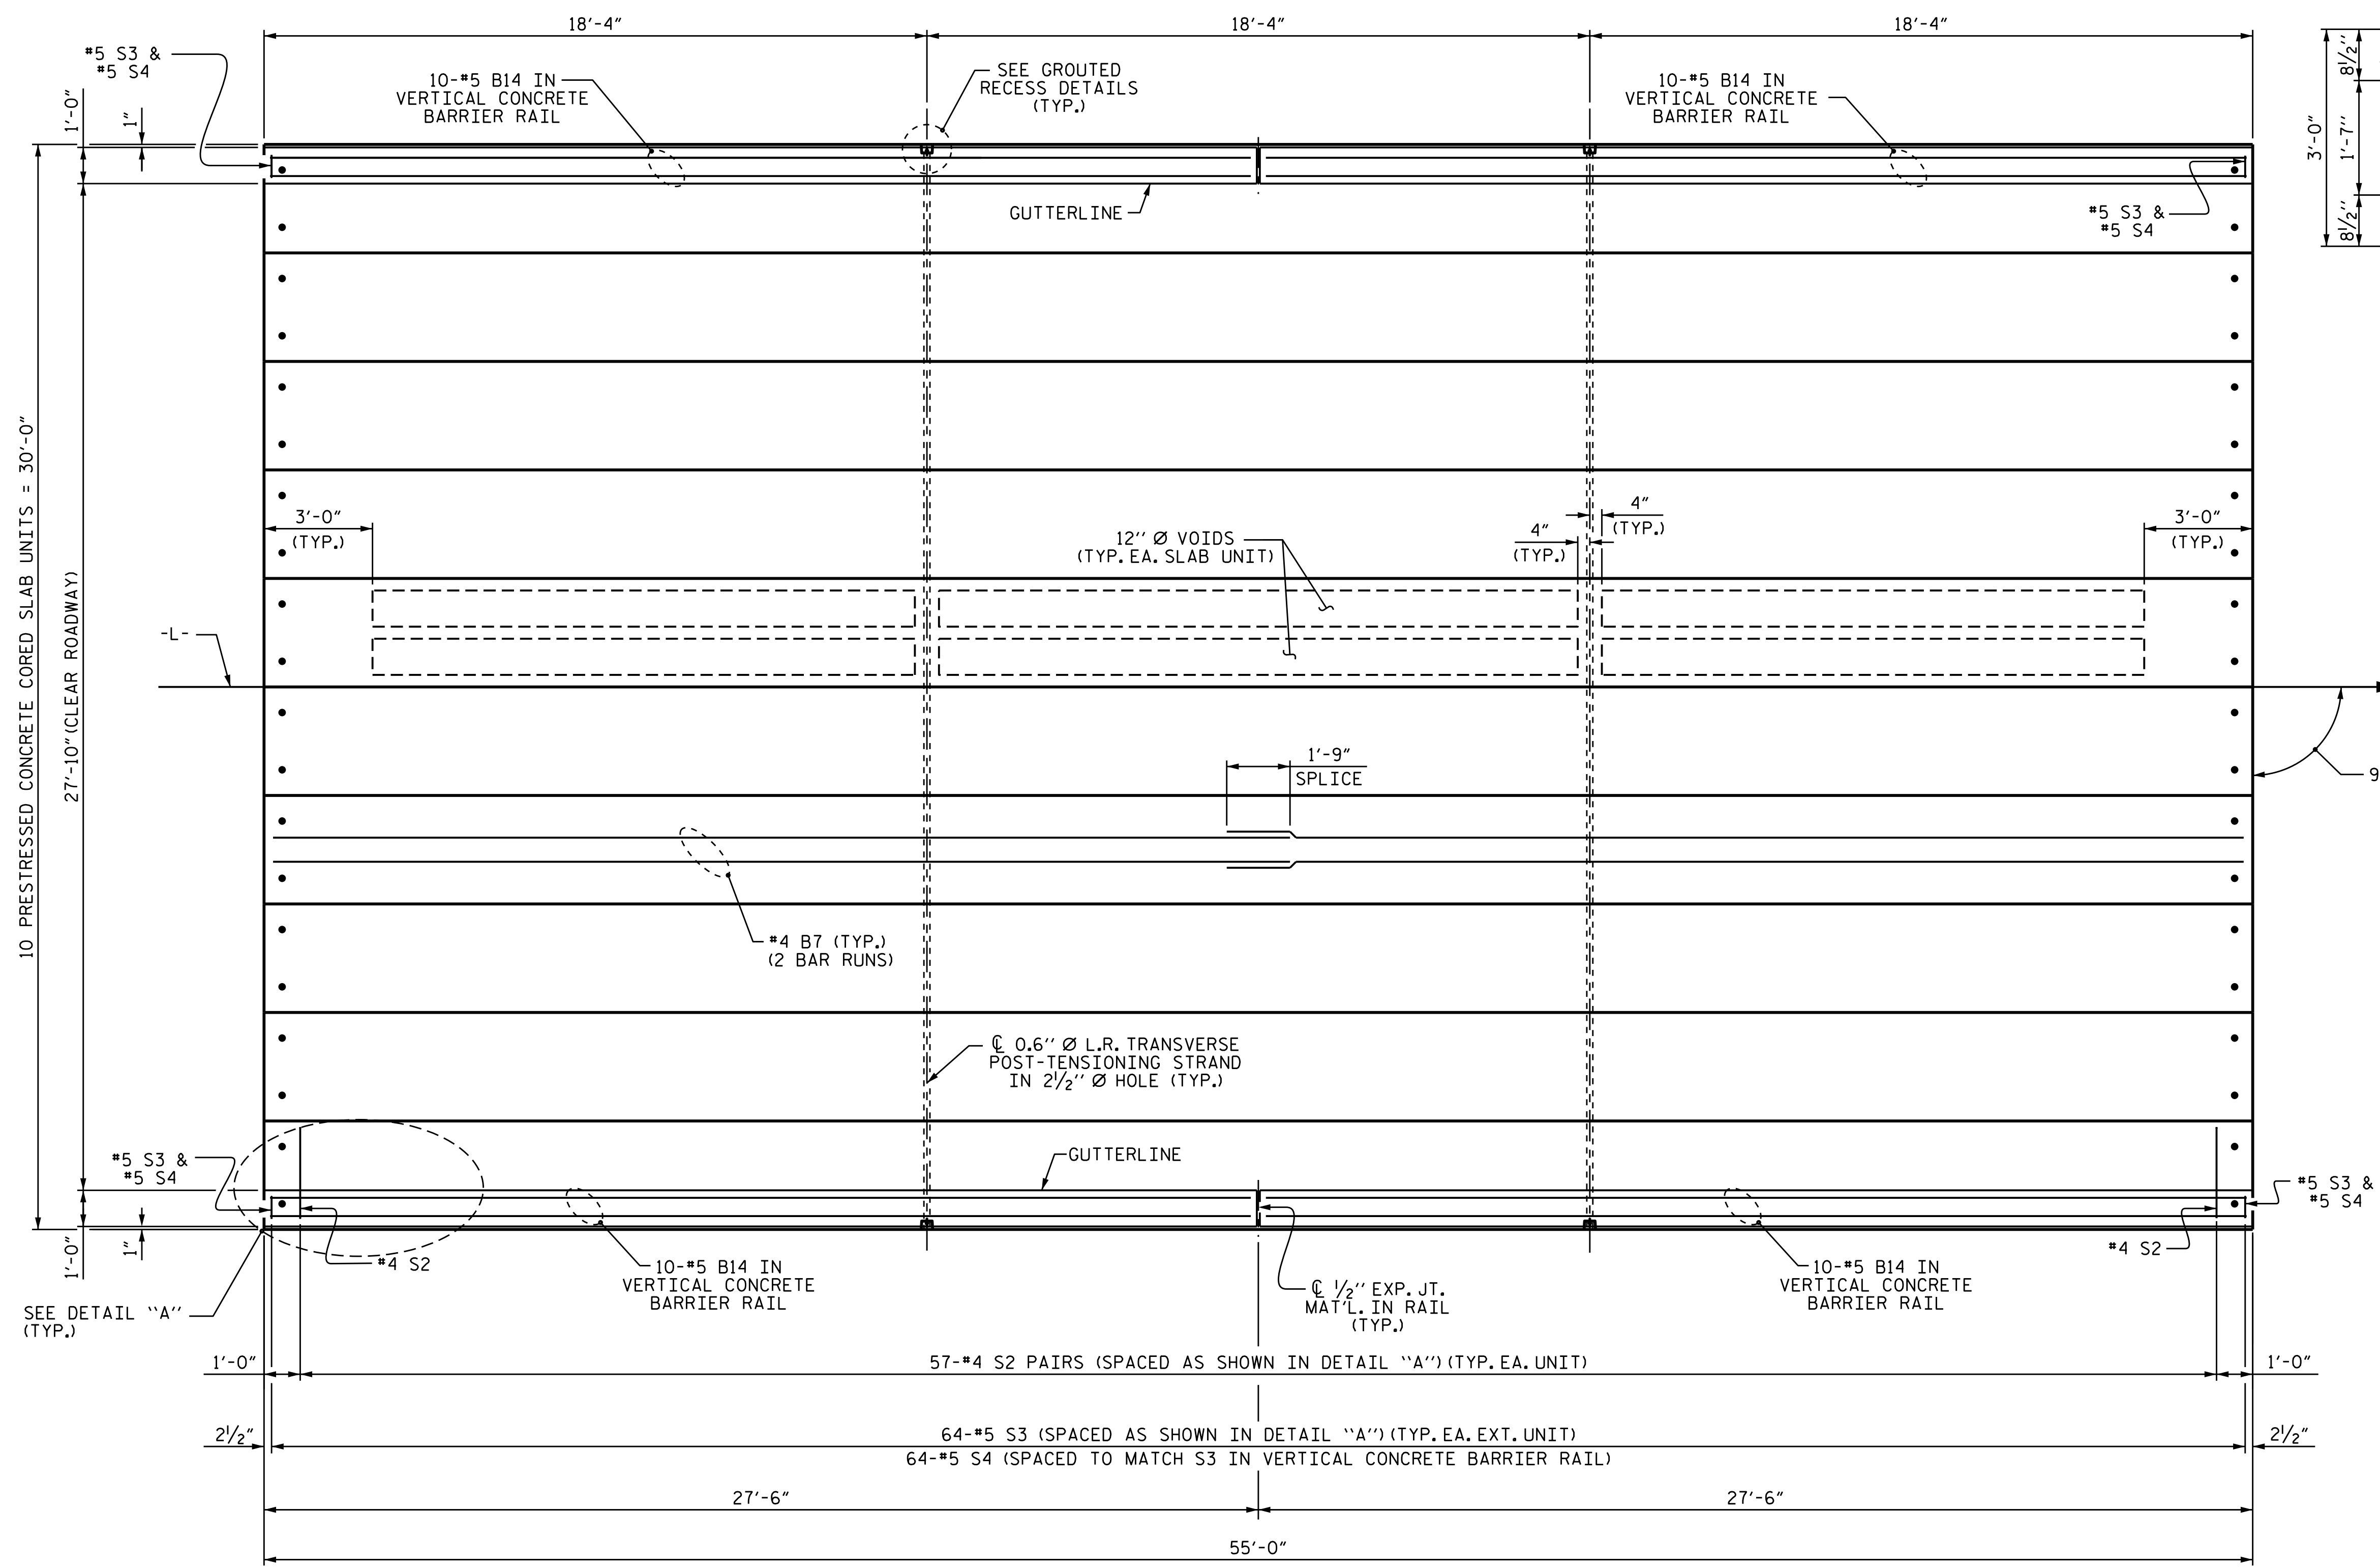 18'-4"
18'-4"
18'-4"
#5 S3 &
#5 S4
10-#5 B14 IN
VERTICAL CONCRETE
BARRIER RAIL
SEE GROUTED
RECESS DETAILS
(TYP.)
10-#5 B14 IN
VERTICAL CONCRETE
BARRIER RAIL
8½''
1'-7"
8½''
3'-0"
1'-0"
1"
GUTTERLINE
#5 S3 &
#5 S4
10 PRESTRESSED CONCRETE CORED SLAB UNITS = 30'-0"
27'-10"(CLEAR ROADWAY)
3'-0"
(TYP.)
12'' Ø VOIDS
(TYP. EA. SLAB UNIT)
4"
(TYP.)
4"
(TYP.)
3'-0"
(TYP.)
-L-
1'-9"
SPLICE
9
#4 B7 (TYP.)
(2 BAR RUNS)
℄ 0.6'' Ø L.R. TRANSVERSE
POST-TENSIONING STRAND
IN 2½'' Ø HOLE (TYP.)
#5 S3 &
#5 S4
GUTTERLINE
#5 S3 &
#5 S4
1'-0"
1"
#4 S2
10-#5 B14 IN
VERTICAL CONCRETE
BARRIER RAIL
℄ ½'' EXP. JT.
MAT'L. IN RAIL
(TYP.)
10-#5 B14 IN
VERTICAL CONCRETE
BARRIER RAIL
#4 S2
SEE DETAIL ``A''
(TYP.)
1'-0"
57-#4 S2 PAIRS (SPACED AS SHOWN IN DETAIL ``A'')(TYP. EA. UNIT)
1'-0"
2½"
64-#5 S3 (SPACED AS SHOWN IN DETAIL ``A'')(TYP. EA. EXT. UNIT)
64-#5 S4 (SPACED TO MATCH S3 IN VERTICAL CONCRETE BARRIER RAIL)
2½"
27'-6"
27'-6"
55'-0"